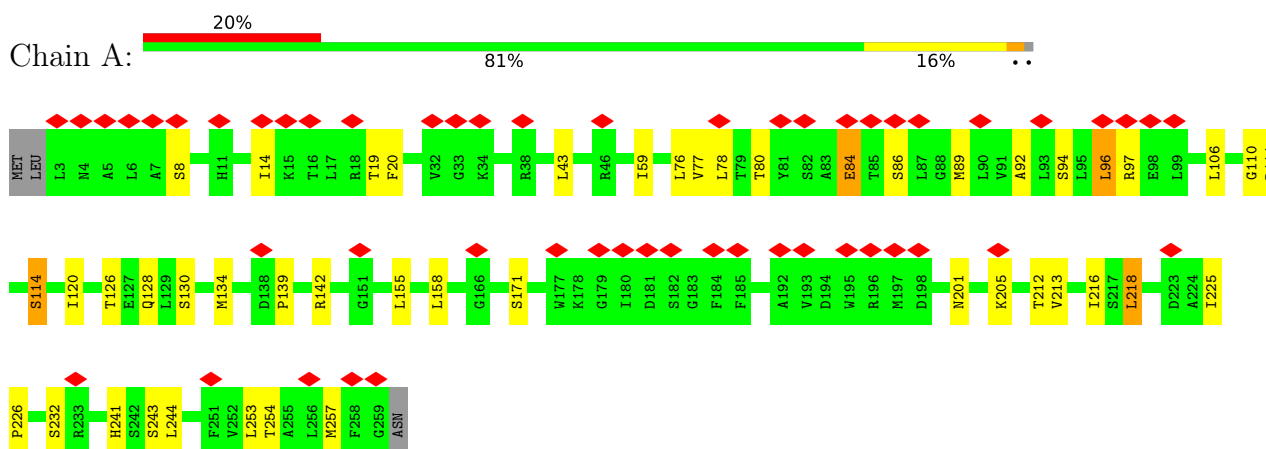 20%
Chain A:
81% 16% • •
MET LEU L3 N4 A5 L6 A7 S8 H11 I14 K15 T16 L17 R18 T19 F20 V32 G33 K34 R38 L43 R46 I59 L76 V77 L78 T79 T80 Y81 S82 A83 E84 T85 S86 L87 G88 M89 L90 V91 A92 L93 S94 L95 L96 R97 E98 L99 L106 G110
S114 I120 T126 E127 Q128 L129 S130 M134 D138 P139 R142 G151 L155 L158 G166 S171 W177 K178 G179 I180 D181 S182 G183 F184 F185 A192 V193 D194 W195 R196 M197 D198 N201 K205 T212 V213 I216 S217 L218 D223 A224 I225
P226 S232 R233 H241 S242 S243 L244 F251 V252 L253 T254 A255 L256 M257 F258 G259 ASN